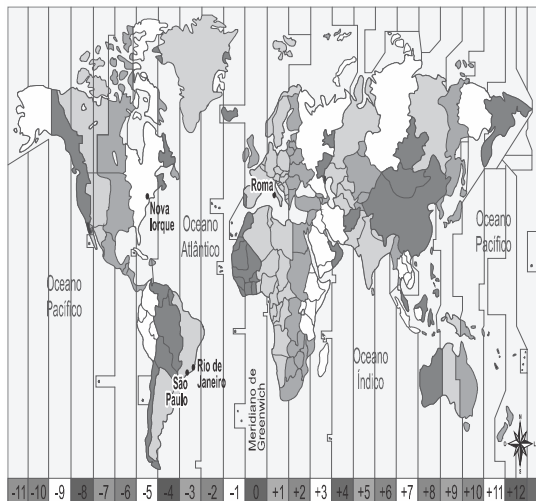 Roma
Nova
Iorque
Oceano
Atlântico
Oceano
Pacífico
Oceano
Pacífico
Rio de
Janeiro
São
Paulo
Meridiano de
Greenwich
Oceano
Índico
-11 -10 -9 -8 -7 -6 -5 -4 -3 -2 -1 0 +1 +2 +3 +4 +5 +6 +7 +8 +9 +10 +11 +12